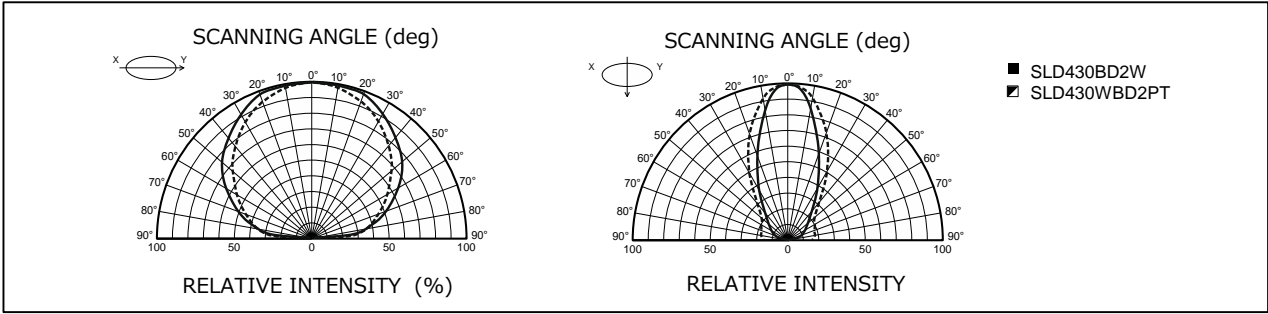 SCANNING ANGLE (deg)
X Y
0°
10° 10°
20° 20°
30° 30°
40° 40°
50° 50°
60° 60°
70° 70°
80° 80°
90° 90°
100 50 0 50 100
RELATIVE INTENSITY (%)
SCANNING ANGLE (deg)
X Y
0°
10° 10°
20° 20°
30° 30°
40° 40°
50° 50°
60° 60°
70° 70°
80° 80°
90° 90°
100 50 0 50 100
RELATIVE INTENSITY
SLD430BD2W
SLD430WBD2PT